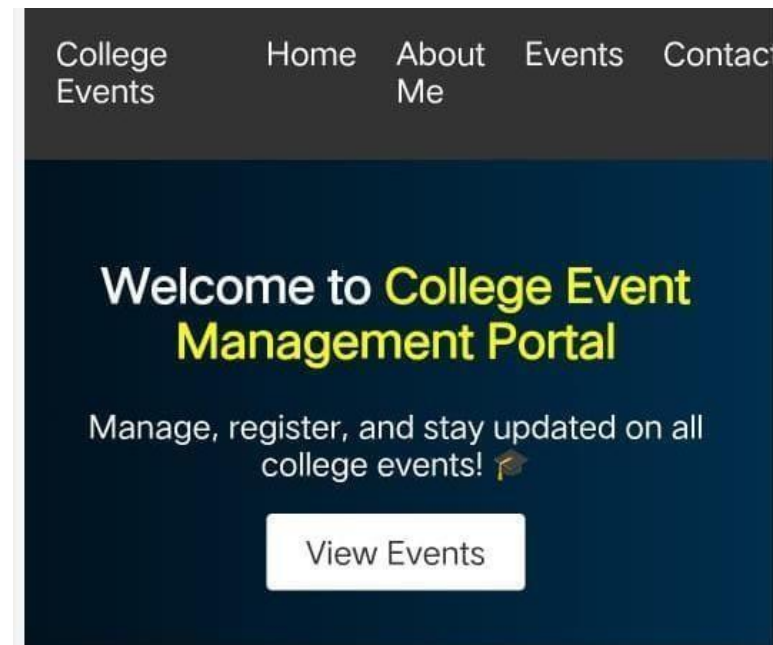 College Events
Home
About Me
Events
Contact
Welcome to College Event
Management Portal
Manage, register, and stay updated on all
college events! 🎓
View Events